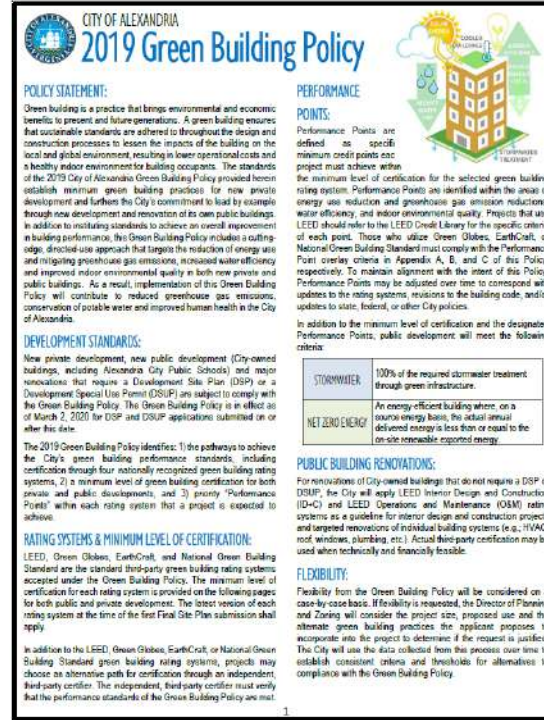 CITY OF ALEXANDRIA
2019 Green Building Policy
POLICY STATEMENT:
Green building is a practice that brings environmental and economic
benefits to present and future generations. A green building ensures
that sustainable standards are adhered to throughout the design and
construction processes to lessen the impacts of the building on the
local and global environment, resulting in lower operational costs and
a healthy indoor environment for building occupants. The standards
of the 2019 City of Alexandria Green Building Policy provided herein
establish minimum green building practices for new private
development and furthers the City's commitment to lead by example
through new development and renovation of its own public buildings.
In addition to instituting standards to achieve an overall improvement
in building performance, this Green Building Policy includes a cutting-
edge, directed-use approach that targets the reduction of energy use
and mitigating greenhouse gas emissions, increased water efficiency
and improved indoor environmental quality in both new private and
public buildings. As a result, implementation of this Green Building
Policy will contribute to reduced greenhouse gas emissions,
conservation of potable water and improved human health in the City
of Alexandria.
DEVELOPMENT STANDARDS:
New private development, new public development (City-owned
buildings, including Alexandria City Public Schools) and major
renovations that require a Development Site Plan (DSP) or a
Development Special Use Permit (DSUP) are subject to comply with
the Green Building Policy. The Green Building Policy is in effect as
of March 2, 2020 for DSP and DSUP applications submitted on or
after this date.
The 2019 Green Building Policy identifies: 1) the pathways to achieve
the City's green building performance standards, including
certification through four nationally recognized green building rating
systems, 2) a minimum level of green building certification for both
private and public developments, and 3) priority "Performance
Points" within each rating system that a project is expected to
achieve.
RATING SYSTEMS & MINIMUM LEVEL OF CERTIFICATION:
LEED, Green Globes, EarthCraft, and National Green Building
Standard are the standard third-party green building rating systems
accepted under the Green Building Policy. The minimum level of
certification for each rating system is provided on the following pages
for both public and private development. The latest version of each
rating system at the time of the first Final Site Plan submission shall
apply.
In addition to the LEED, Green Globes, EarthCraft, or National Green
Building Standard green building rating systems, projects may
choose an alternative path for certification through an independent,
third-party certifier. The independent, third-party certifier must verify
that the performance standards of the Green Building Policy are met.
PERFORMANCE
POINTS:
Performance Points are
defined as specifi
minimum credit points eac
project must achieve within
the minimum level of certification for the selected green building
rating system. Performance Points are identified within the areas o
energy use reduction and greenhouse gas emission reductions
water efficiency, and indoor environmental quality. Projects that use
LEED should refer to the LEED Credit Library for the specific criteri
of each point. Those who utilize Green Globes, EarthCraft, o
National Green Building Standard must comply with the Performanc
Point overlay criteria in Appendix A, B, and C of this Policy
respectively. To maintain alignment with the intent of this Policy
Performance Points may be adjusted over time to correspond with
updates to the rating systems, revisions to the building code, and/o
updates to state, federal, or other City policies.
In addition to the minimum level of certification and the designate
Performance Points, public development will meet the followin
criteria:
STORMWATER
100% of the required stormwater treatment
through green infrastructure.
NET ZERO ENERGY
An energy-efficient building where, on a
source energy basis, the actual annual
delivered energy is less than or equal to the
on-site renewable exported energy.
PUBLIC BUILDING RENOVATIONS:
For renovations of City-owned buildings that do not require a DSP o
DSUP, the City will apply LEED Interior Design and Constructio
(ID+C) and LEED Operations and Maintenance (O&M) rating
systems as a guideline for interior design and construction project
and targeted renovations of individual building systems (e.g.; HVAC
roof, windows, plumbing, etc.). Actual third-party certification may be
used when technically and financially feasible.
FLEXIBILITY:
Flexibility from the Green Building Policy will be considered on
case-by-case basis. If flexibility is requested, the Director of Plannin
and Zoning will consider the project size, proposed use and the
alternate green building practices the applicant proposes t
incorporate into the project to determine if the request is justified
The City will use the data collected from this process over time t
establish consistent criteria and thresholds for alternatives t
compliance with the Green Building Policy.
1